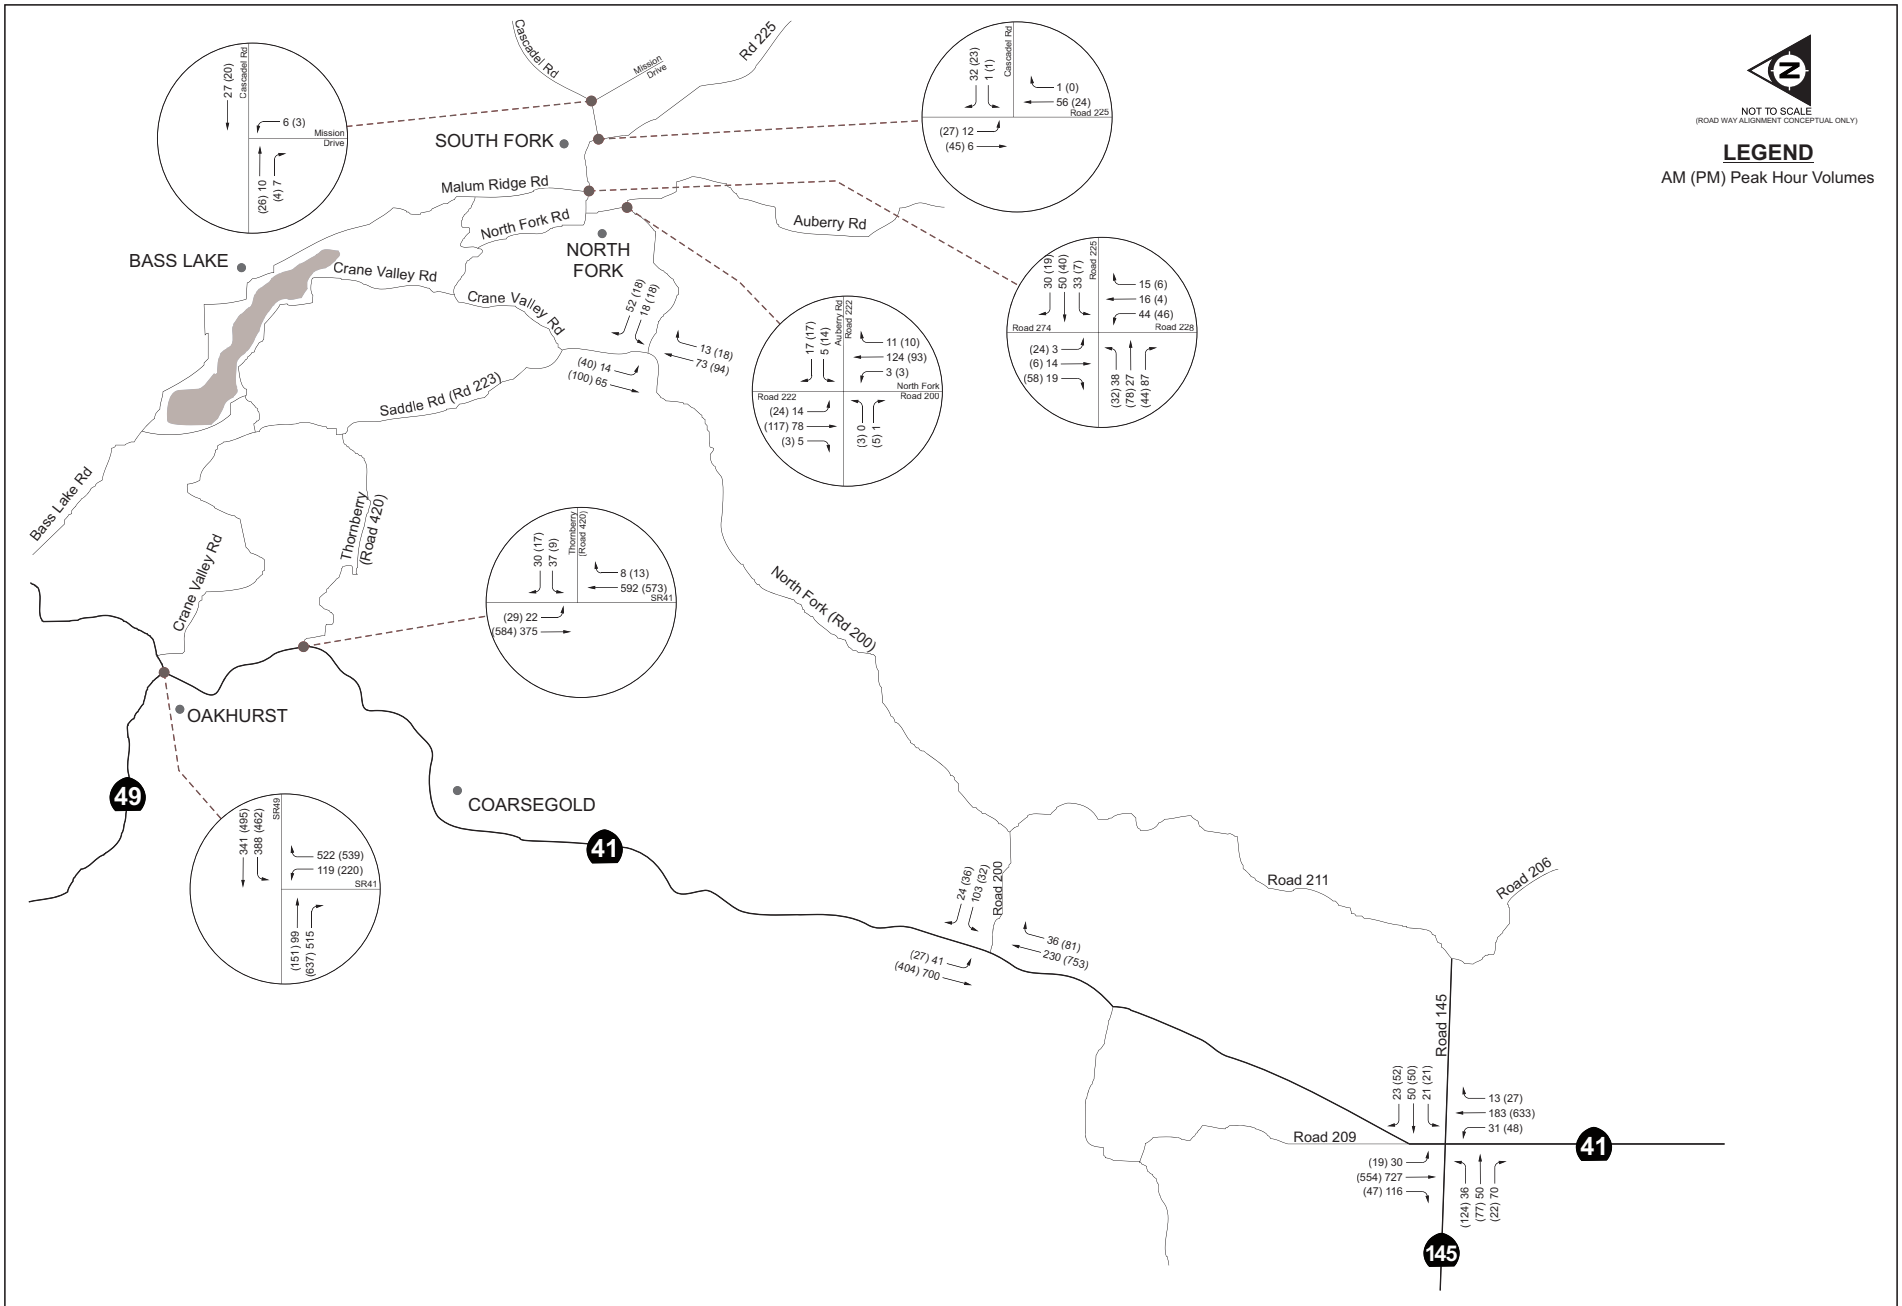 Cascadel Rd
Mission
Drive
Rd 225
N
NOT TO SCALE
(ROAD WAY ALIGNMENT CONCEPTUAL ONLY)
LEGEND
AM (PM) Peak Hour Volumes
27 (20)
Cascadel Rd
6 (3)
Mission
Drive
(26) 10
(4) 7
32 (23)
1 (1)
Cascadel Rd
1 (0)
56 (24)
Road 225
(27) 12
(45) 6
SOUTH FORK
Malum Ridge Rd
North Fork Rd
NORTH
FORK
Auberry Rd
BASS LAKE
Crane Valley Rd
Crane Valley Rd
52 (18)
18 (18)
13 (18)
73 (94)
(40) 14
(100) 65
30 (19)
50 (40)
33 (7)
Road 225
15 (6)
16 (4)
44 (46)
Road 274
Road 228
(24) 3
(6) 14
(58) 19
(32) 38
(78) 27
(44) 87
17 (17)
5 (14)
Auberry Rd
Road 222
11 (10)
124 (93)
3 (3)
North Fork
Road 200
Road 222
(24) 14
(117) 78
(3) 5
(3) 0
(5) 1
Saddle Rd (Rd 223)
Bass Lake Rd
Thornberry
(Road 420)
Crane Valley Rd
30 (17)
37 (9)
Thornberry
(Road 420)
8 (13)
592 (573)
SR41
(29) 22
(584) 375
North Fork (Rd 200)
OAKHURST
49
COARSEGOLD
41
341 (495)
388 (462)
SR49
522 (539)
119 (220)
SR41
(151) 99
(637) 515
24 (36)
103 (32)
Road 200
36 (81)
230 (753)
(27) 41
(404) 700
Road 211
Road 206
Road 145
23 (52)
50 (50)
21 (21)
13 (27)
183 (633)
31 (48)
Road 209
41
(19) 30
(554) 727
(47) 116
(124) 36
(77) 50
(22) 70
145